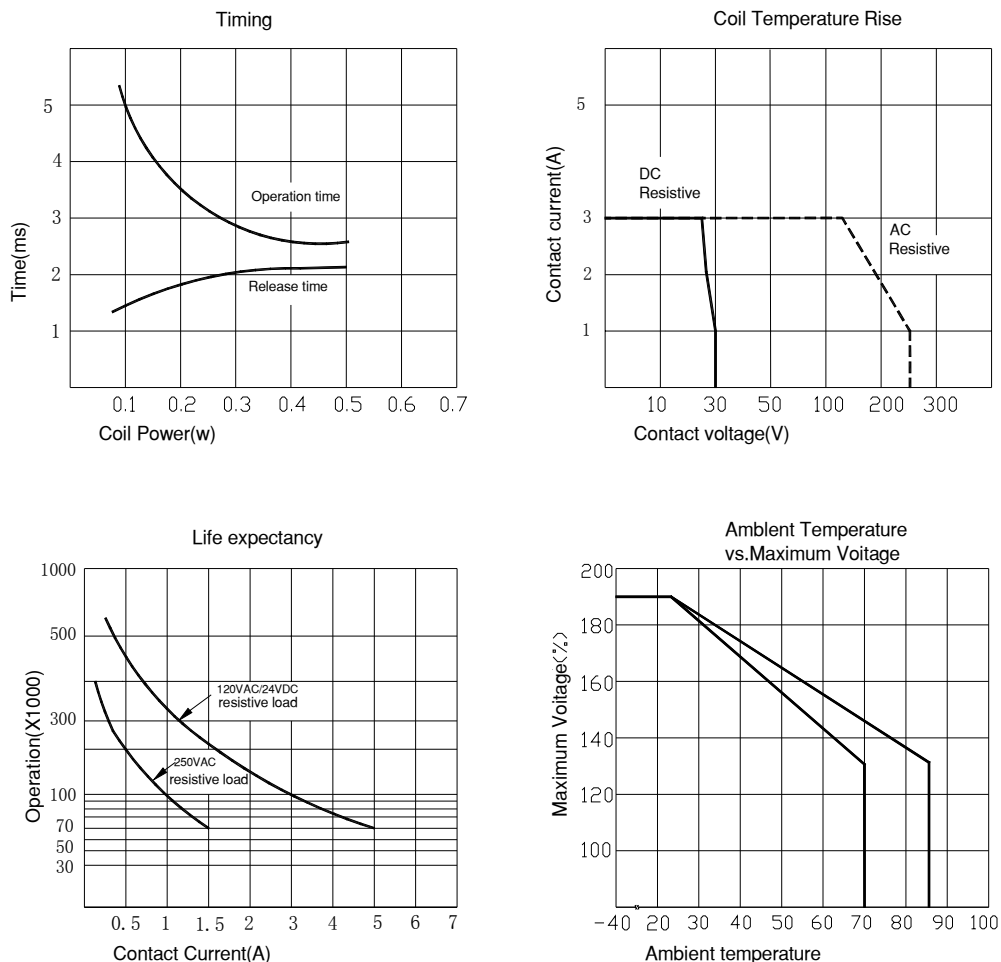 Timing
5
4
3
2
1
Time(ms)
Operation time
Release time
0.1 0.2 0.3 0.4 0.5 0.6 0.7
Coil Power(w)
Coil Temperature Rise
5
3
2
1
Contact current(A)
DC
Resistive
AC
Resistive
10 30 50 100 200 300
Contact voltage(V)
Life expectancy
1000
500
300
100
70
50
30
Operation(X1000)
120VAC/24VDC
resistive load
250VAC
resistive load
0.5 1 1.5 2 3 4 5 6 7
Contact Current(A)
Amblent Temperature
vs.Maximum Voitage
200
180
160
140
120
100
Maximum Voitage(%)
-40 20 20 30 40 50 60 70 80 90 100
Ambient temperature